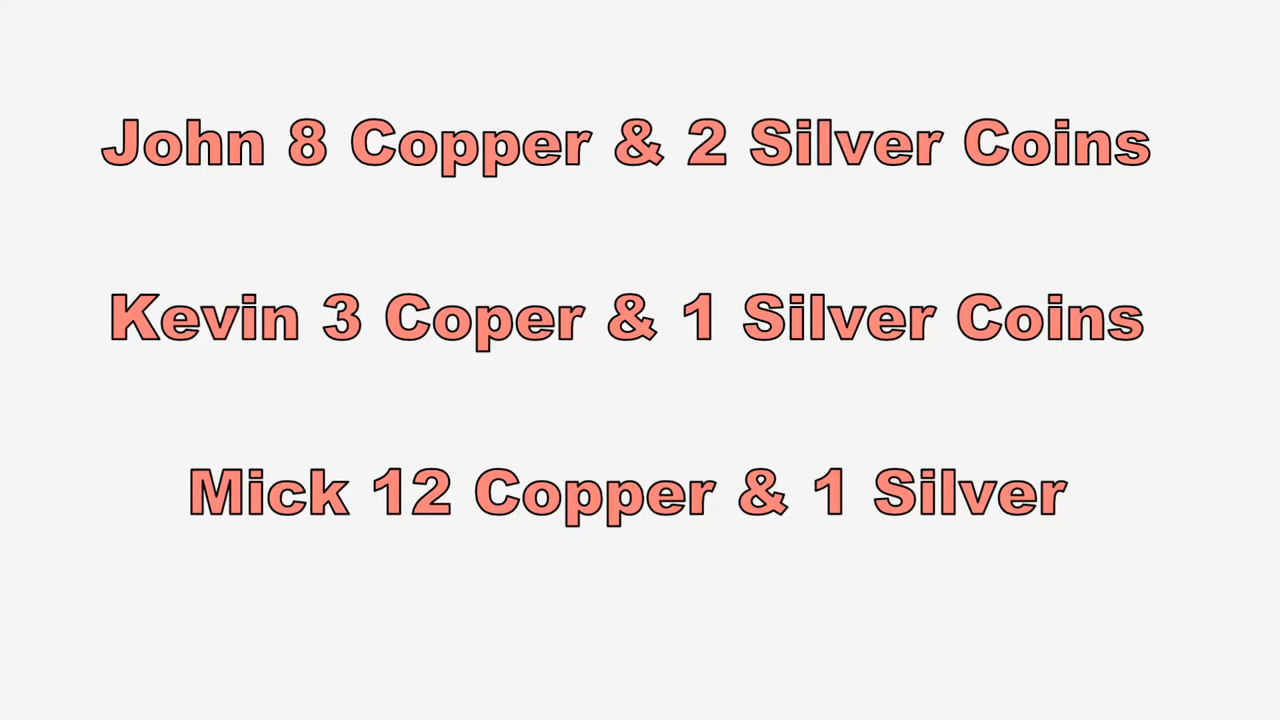 John 8 Copper & 2 Silver Coins
Kevin 3 Coper & 1 Silver Coins
Mick 12 Copper & 1 Silver